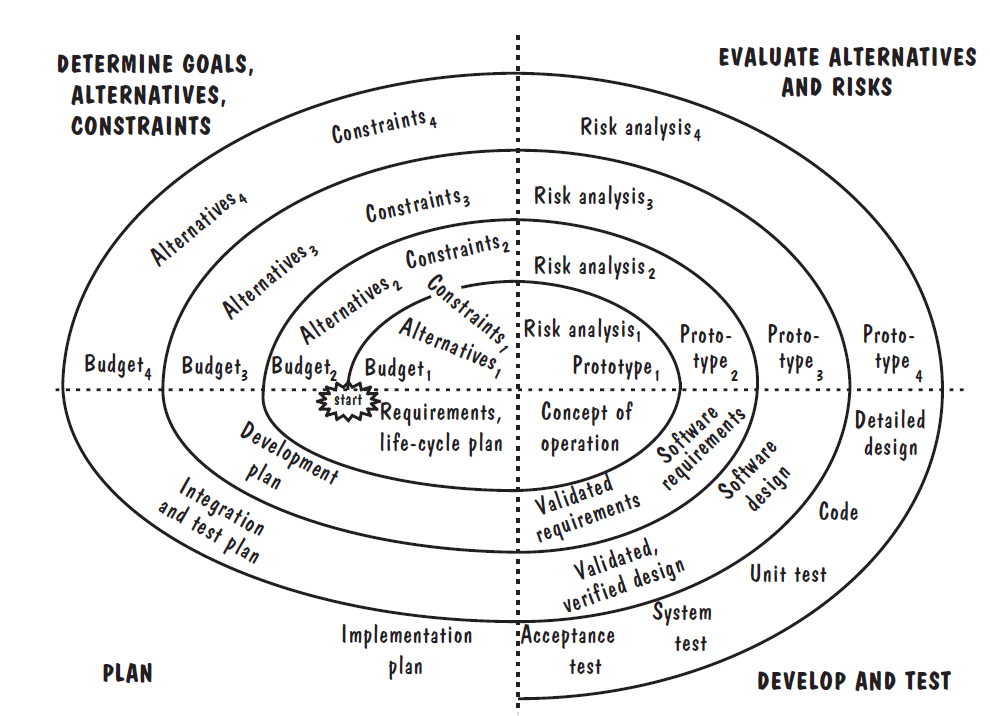 DETERMINE GOALS,
ALTERNATIVES,
CONSTRAINTS
EVALUATE ALTERNATIVES
AND RISKS
Constraints4
Risk analysis4
Alternatives4
Constraints3
Risk analysis3
Alternatives3
Constraints2
Risk analysis2
Alternatives2
Constraints1
Alternatives1
Risk analysis1
Budget4
Budget3
Budget2
Budget1
Prototype1
Proto-
type2
Proto-
type3
Proto-
type4
start
Requirements,
life-cycle plan
Concept of
operation
Software
requirements
Software
design
Detailed
design
Development
plan
Validated
requirements
Integration
and test plan
Code
Validated,
verified design
Unit test
Implementation
plan
Acceptance
test
System
test
PLAN
DEVELOP AND TEST